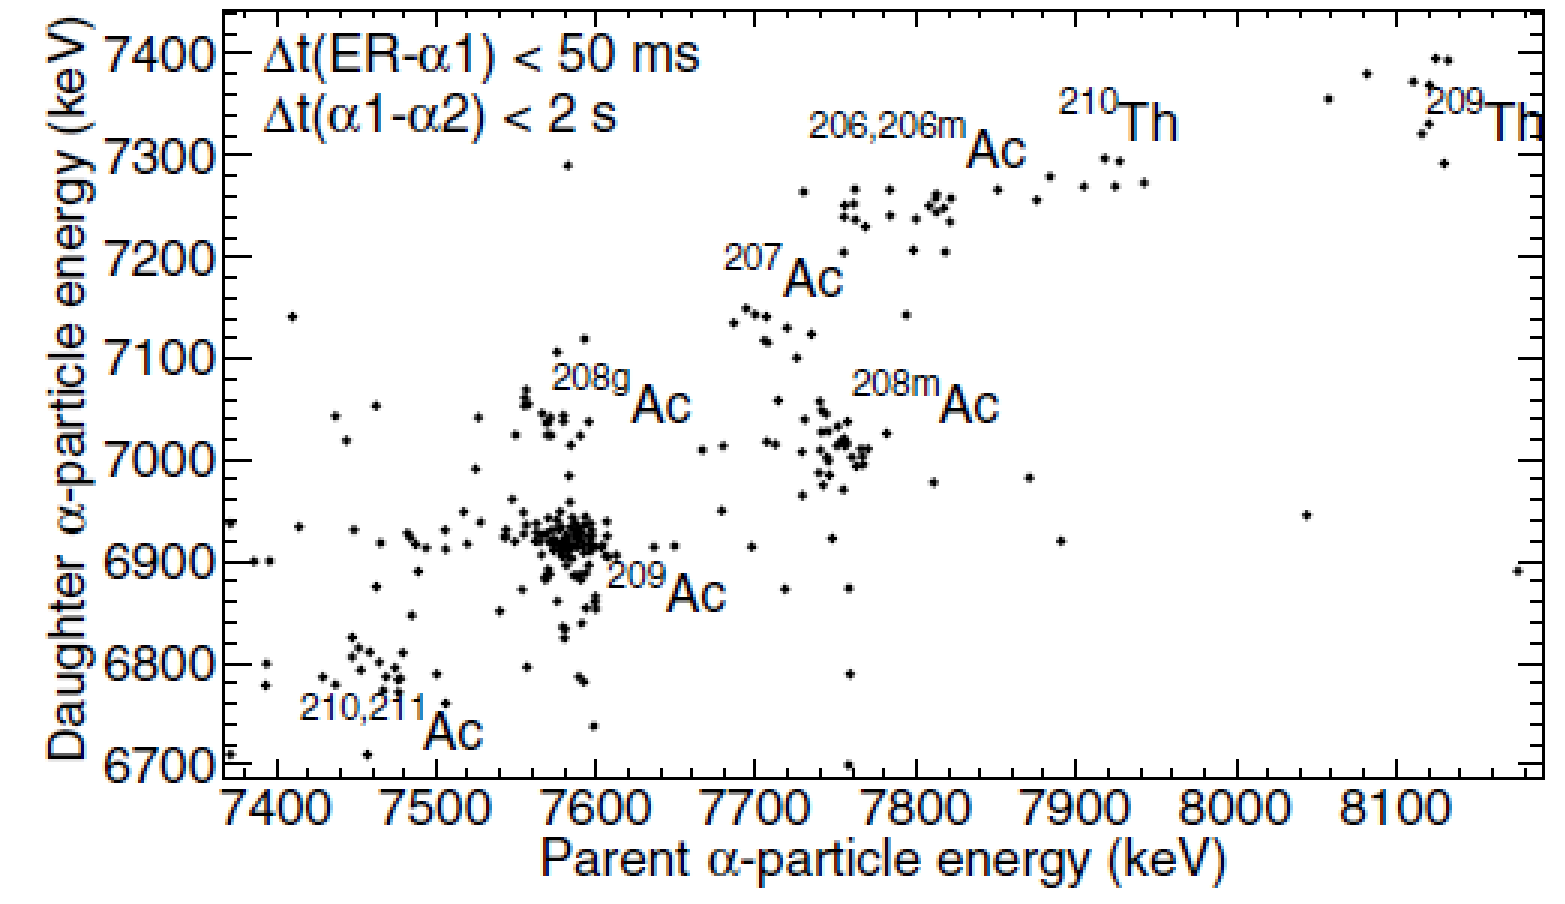 Δt(ER-α1) < 50 ms
Δt(α1-α2) < 2 s
206,206mAc
210Th
209Th
207Ac
208gAc
208mAc
209Ac
210,211Ac
Daughter α-particle energy (keV)
7400
7300
7200
7100
7000
6900
6800
6700
7400 7500 7600 7700 7800 7900 8000 8100
Parent α-particle energy (keV)